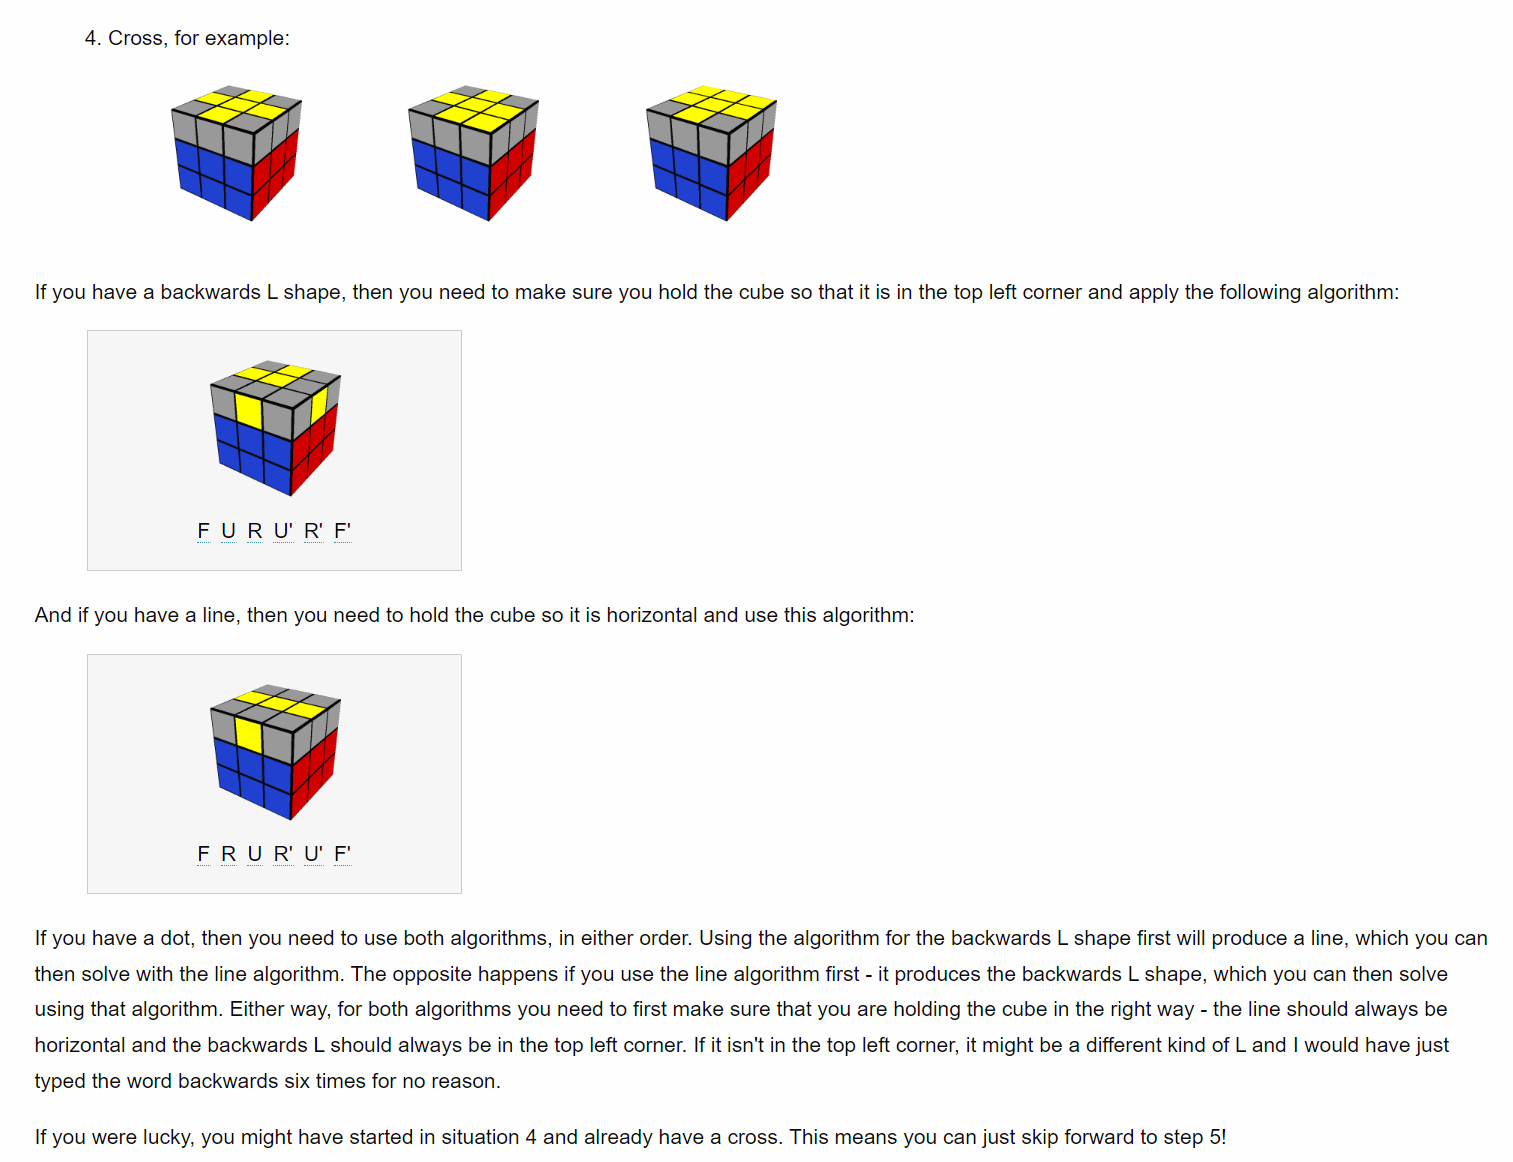 4. Cross, for example:
If you have a backwards L shape, then you need to make sure you hold the cube so that it is in the top left corner and apply the following algorithm:
F U R U' R' F'
And if you have a line, then you need to hold the cube so it is horizontal and use this algorithm:
F R U R' U' F'
If you have a dot, then you need to use both algorithms, in either order. Using the algorithm for the backwards L shape first will produce a line, which you can
then solve with the line algorithm. The opposite happens if you use the line algorithm first - it produces the backwards L shape, which you can then solve
using that algorithm. Either way, for both algorithms you need to first make sure that you are holding the cube in the right way - the line should always be
horizontal and the backwards L should always be in the top left corner. If it isn't in the top left corner, it might be a different kind of L and I would have just
typed the word backwards six times for no reason.
If you were lucky, you might have started in situation 4 and already have a cross. This means you can just skip forward to step 5!